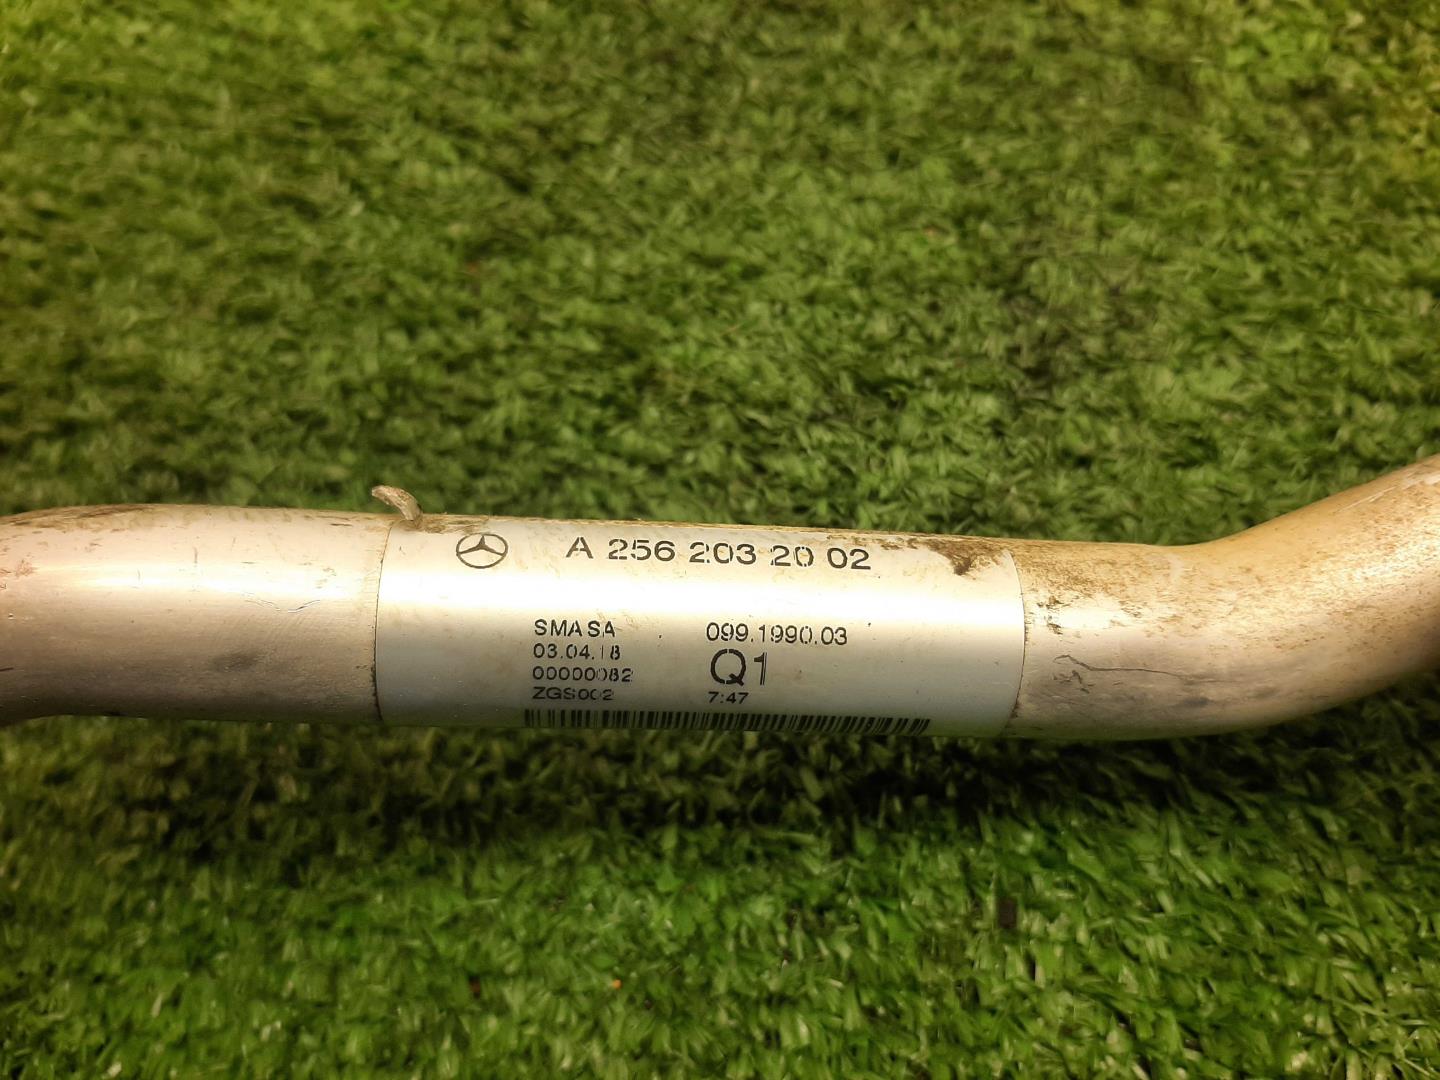 A 256 203 20 02
SMASA 099.1990.03
03.04.18
00000082 Q1
ZGS002 7:47